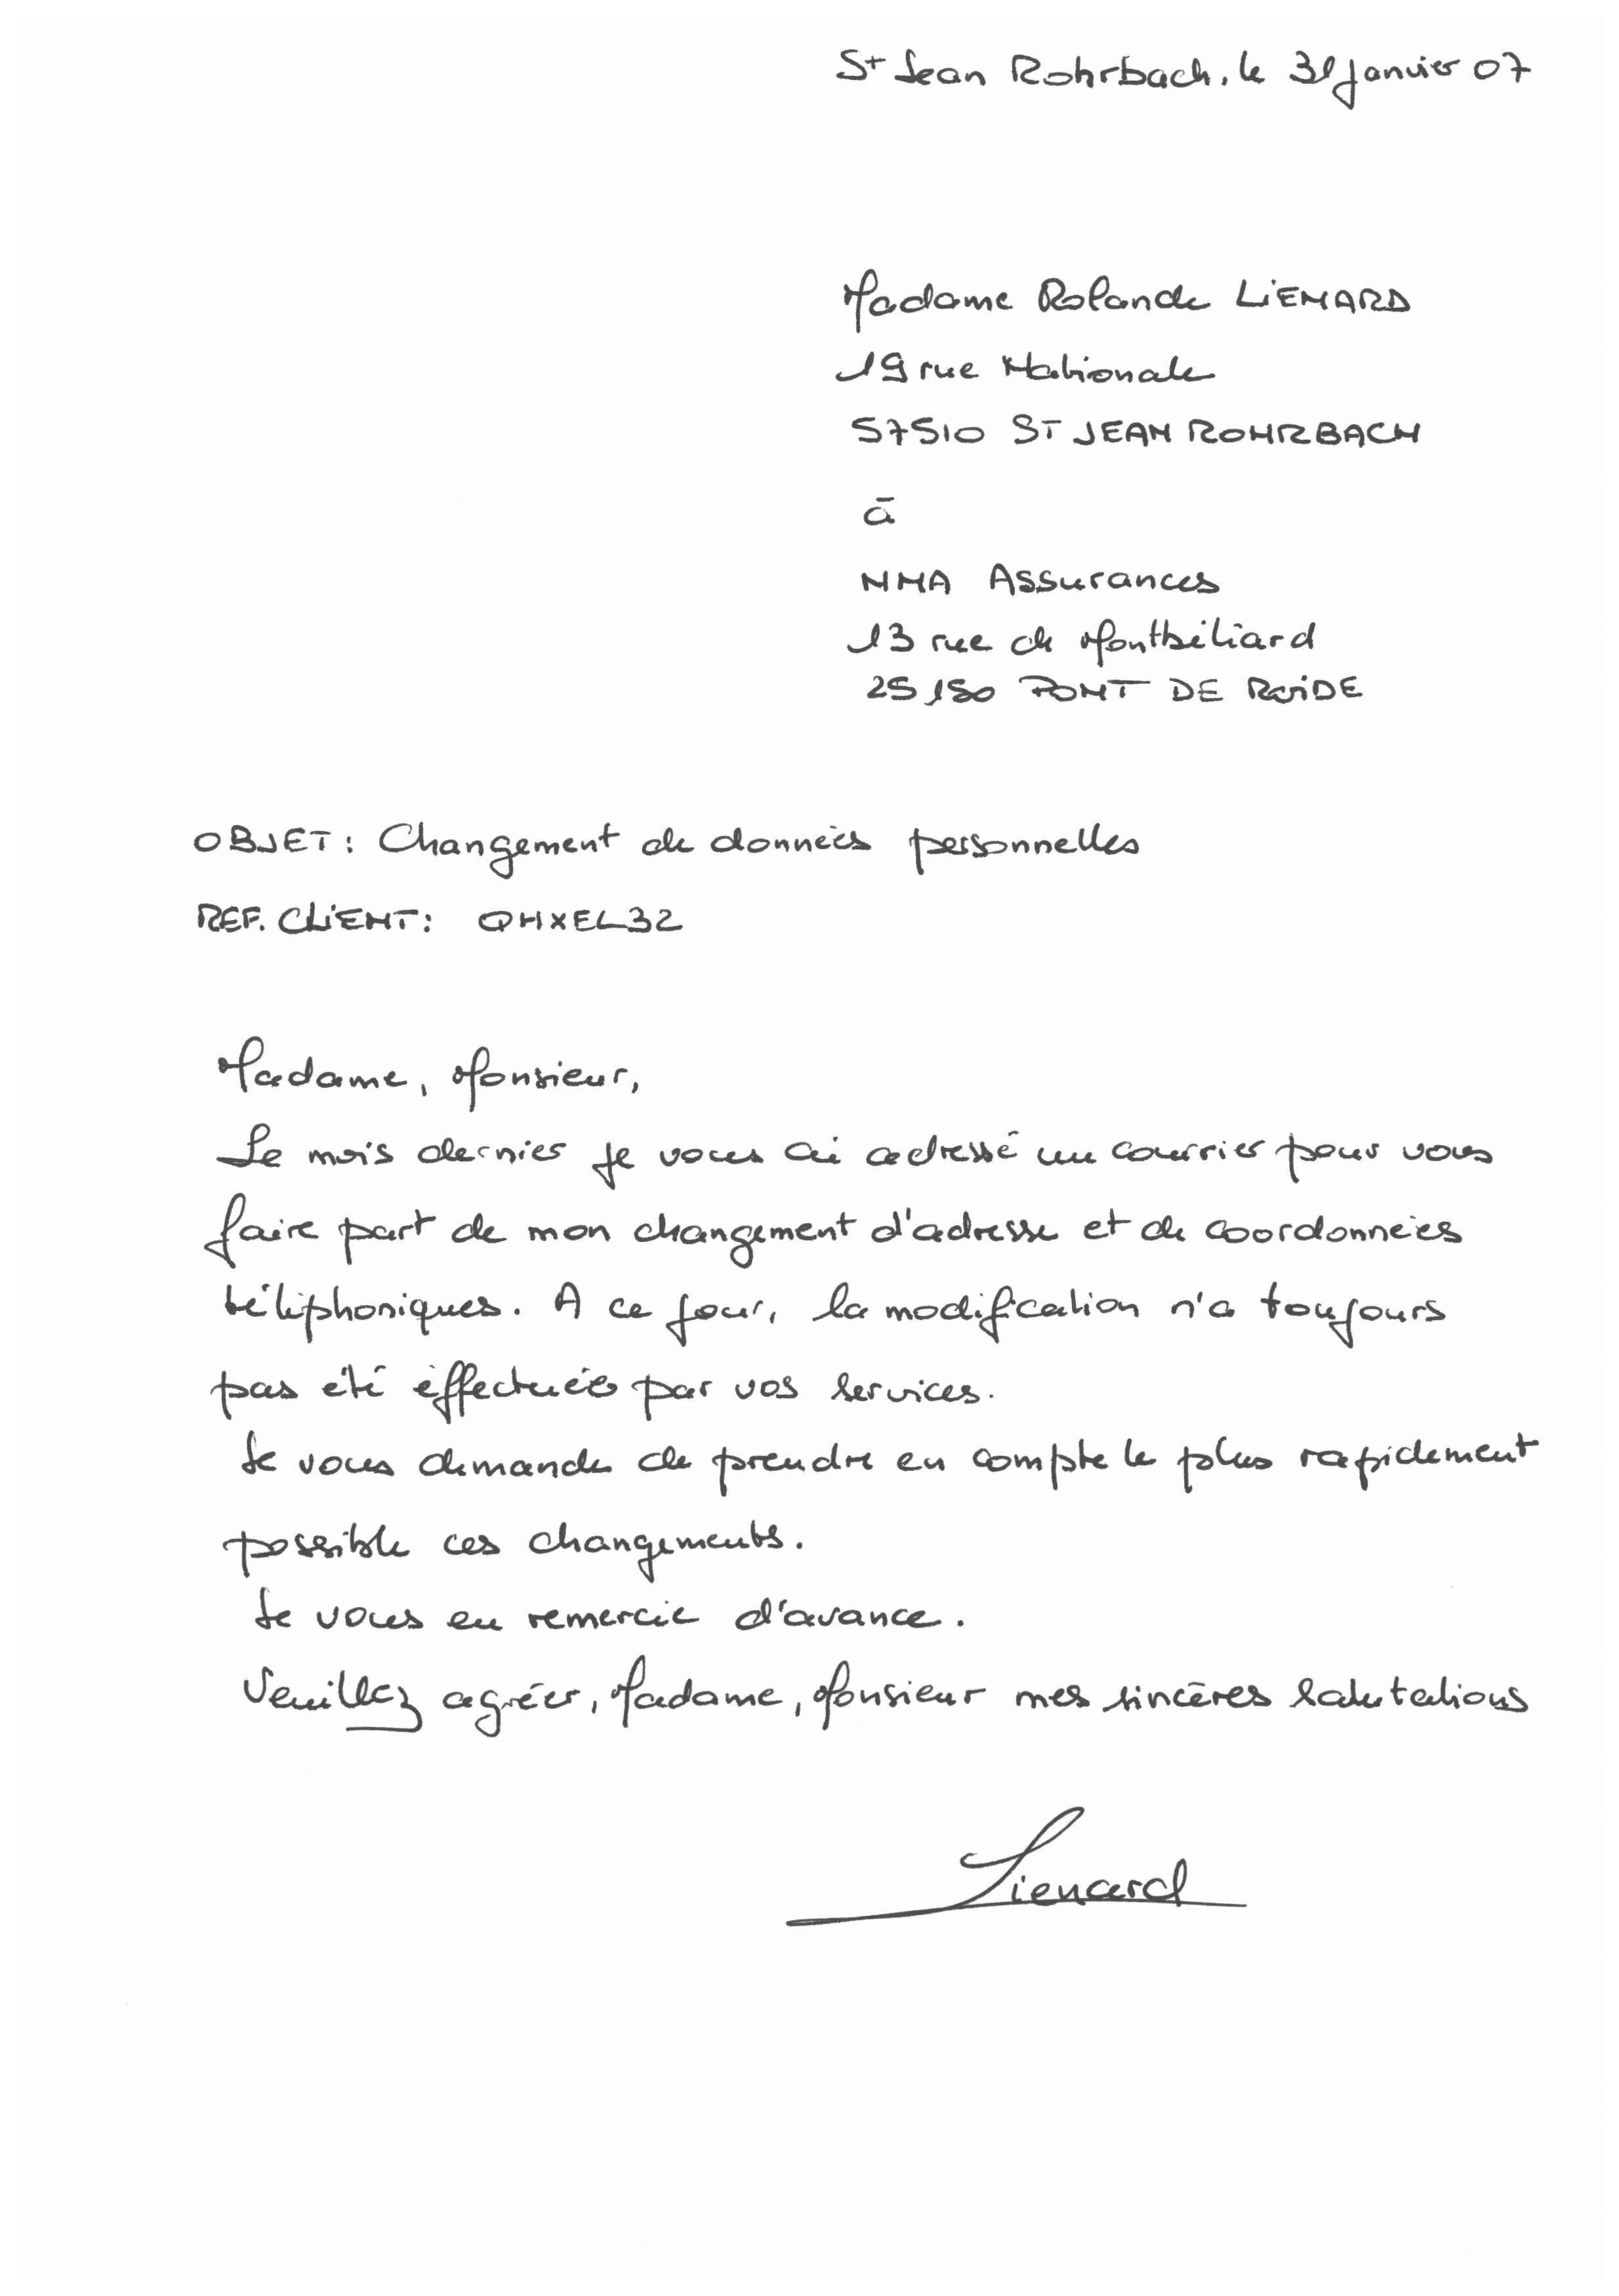 St Jean Rohrbach, le 31 janvier 07
Madame Rolande LIENARD
19 rue Nationale
57510 ST JEAN ROHRBACH
à
NMA Assurances
13 rue de Montbéliard
25150 PONT DE ROIDE
OBJET : Changement de données personnelles
REF. CLIENT : QHXEL32
Madame, Monsieur,
Le mois dernier je vous ai adressé un courrier pour vous
faire part de mon changement d'adresse et de coordonnées
téléphoniques. A ce jour, la modification n'a toujours
pas été éffectuée par vos services.
Je vous demande de prendre en compte le plus rapidement
possible ces changements.
Je vous en remercie d'avance.
Veuillez agréer, Madame, Monsieur mes sincères salutations
Lienard